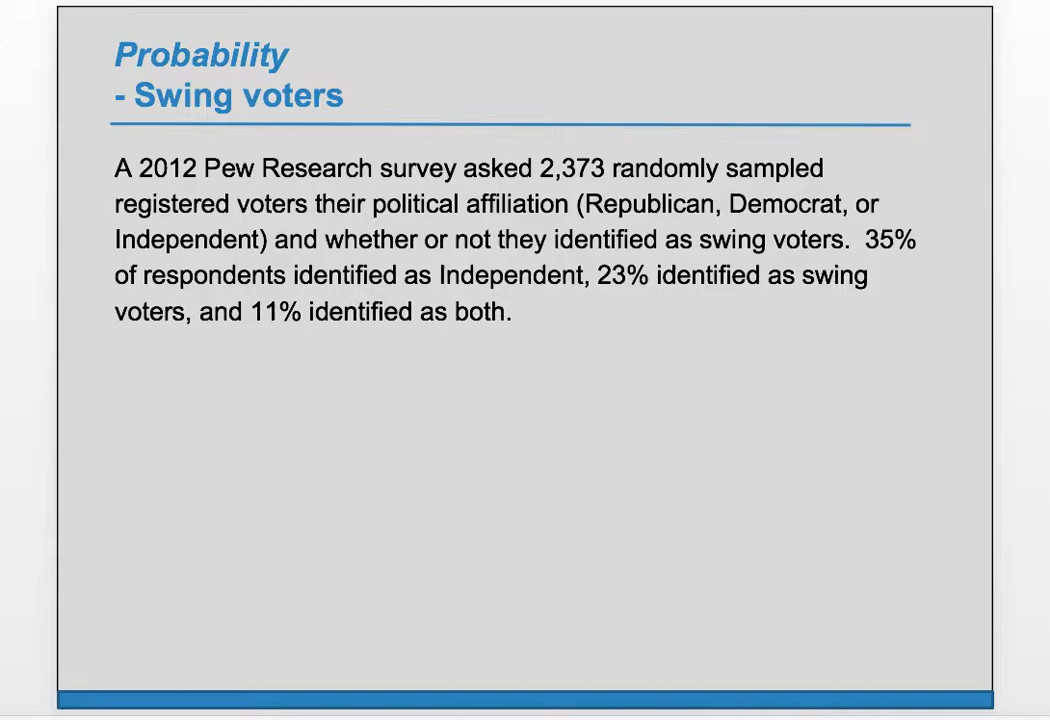 Probability
- Swing voters
A 2012 Pew Research survey asked 2,373 randomly sampled
registered voters their political affiliation (Republican, Democrat, or
Independent) and whether or not they identified as swing voters.  35%
of respondents identified as Independent, 23% identified as swing
voters, and 11% identified as both.